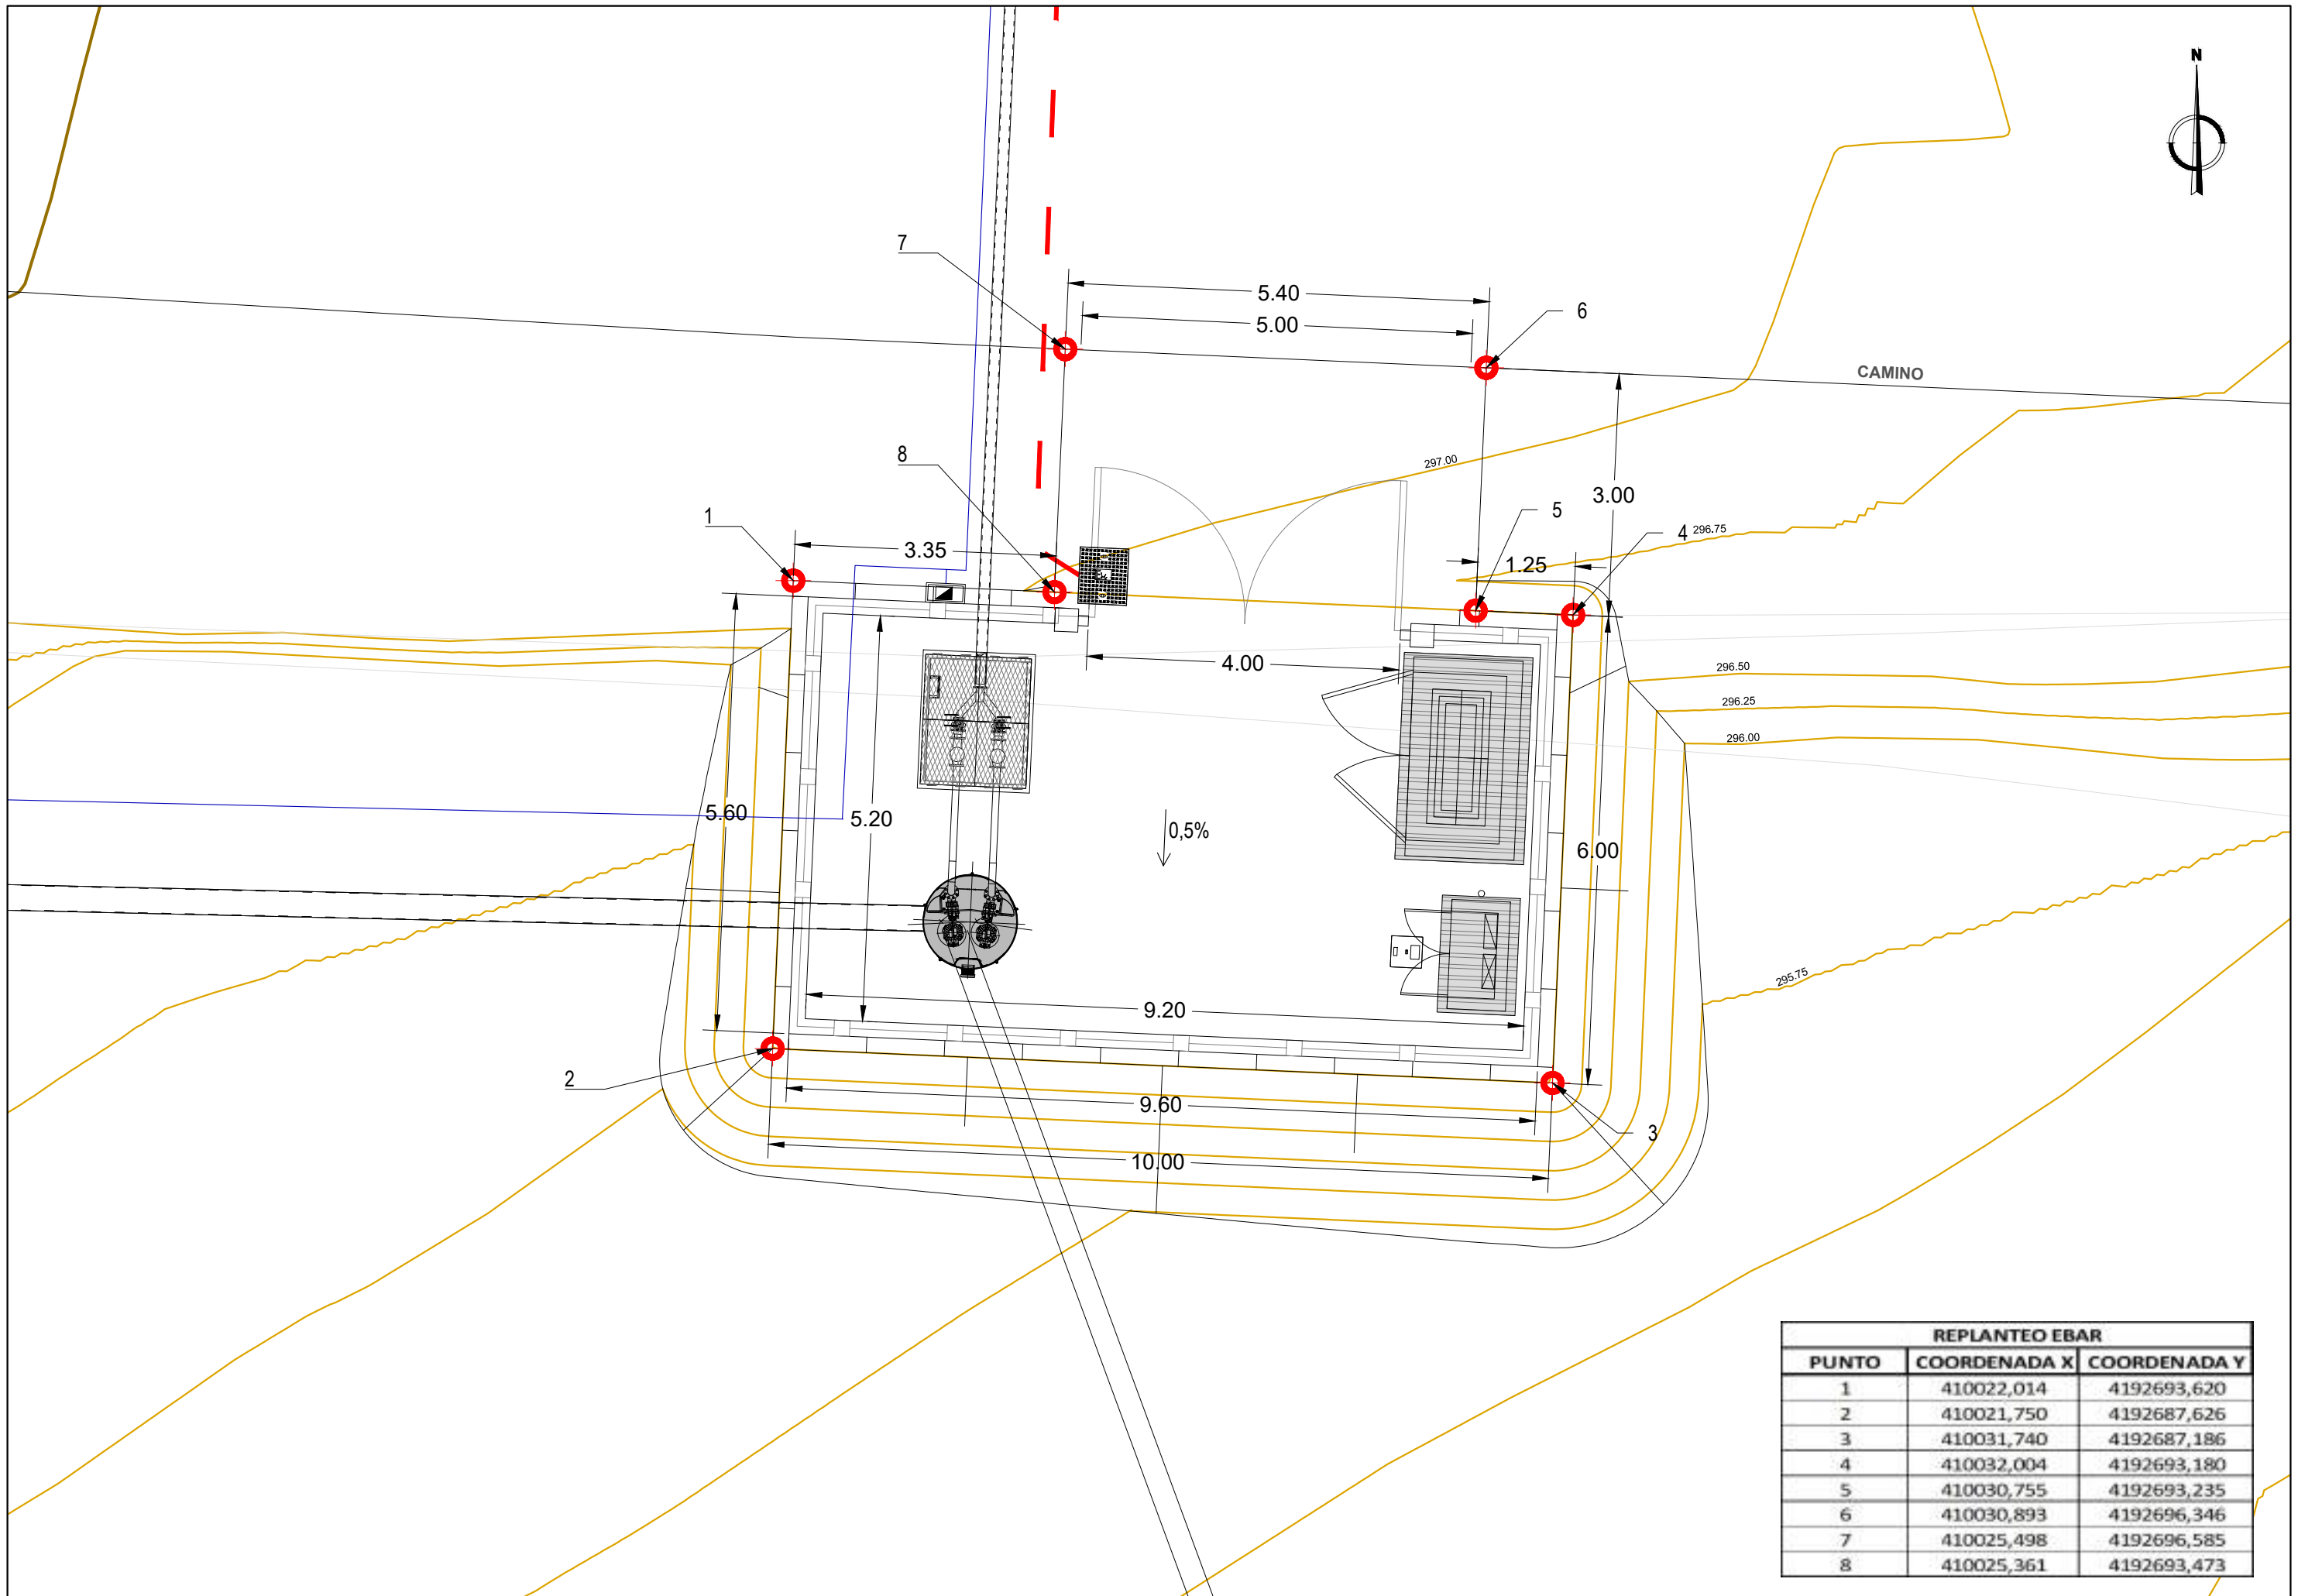 N
7
5.40
6
5.00
CAMINO
8
297.00
3.00
1
5
4
296.75
3.35
1.25
4.00
296.50
296.25
296.00
5.60
5.20
0,5%
6.00
295.75
9.20
2
9.60
3
10.00
REPLANTEO EBAR
PUNTO COORDENADA X COORDENADA Y
1 410022,014 4192693,620
2 410021,750 4192687,626
3 410031,740 4192687,186
4 410032,004 4192693,180
5 410030,755 4192693,235
6 410030,893 4192696,346
7 410025,498 4192696,585
8 410025,361 4192693,473